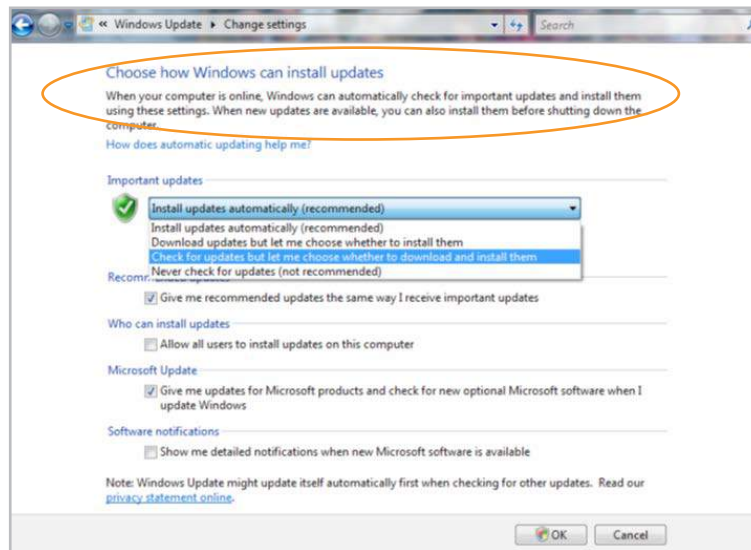 « Windows Update ▸ Change settings
Search
Choose how Windows can install updates
When your computer is online, Windows can automatically check for important updates and install them
using these settings. When new updates are available, you can also install them before shutting down the
computer.
How does automatic updating help me?
Important updates
Install updates automatically (recommended)
Install updates automatically (recommended)
Download updates but let me choose whether to install them
Check for updates but let me choose whether to download and install them
Never check for updates (not recommended)
Give me recommended updates the same way I receive important updates
Who can install updates
Allow all users to install updates on this computer
Microsoft Update
Give me updates for Microsoft products and check for new optional Microsoft software when I
update Windows
Software notifications
Show me detailed notifications when new Microsoft software is available
Note: Windows Update might update itself automatically first when checking for other updates. Read our
privacy statement online.
OK
Cancel